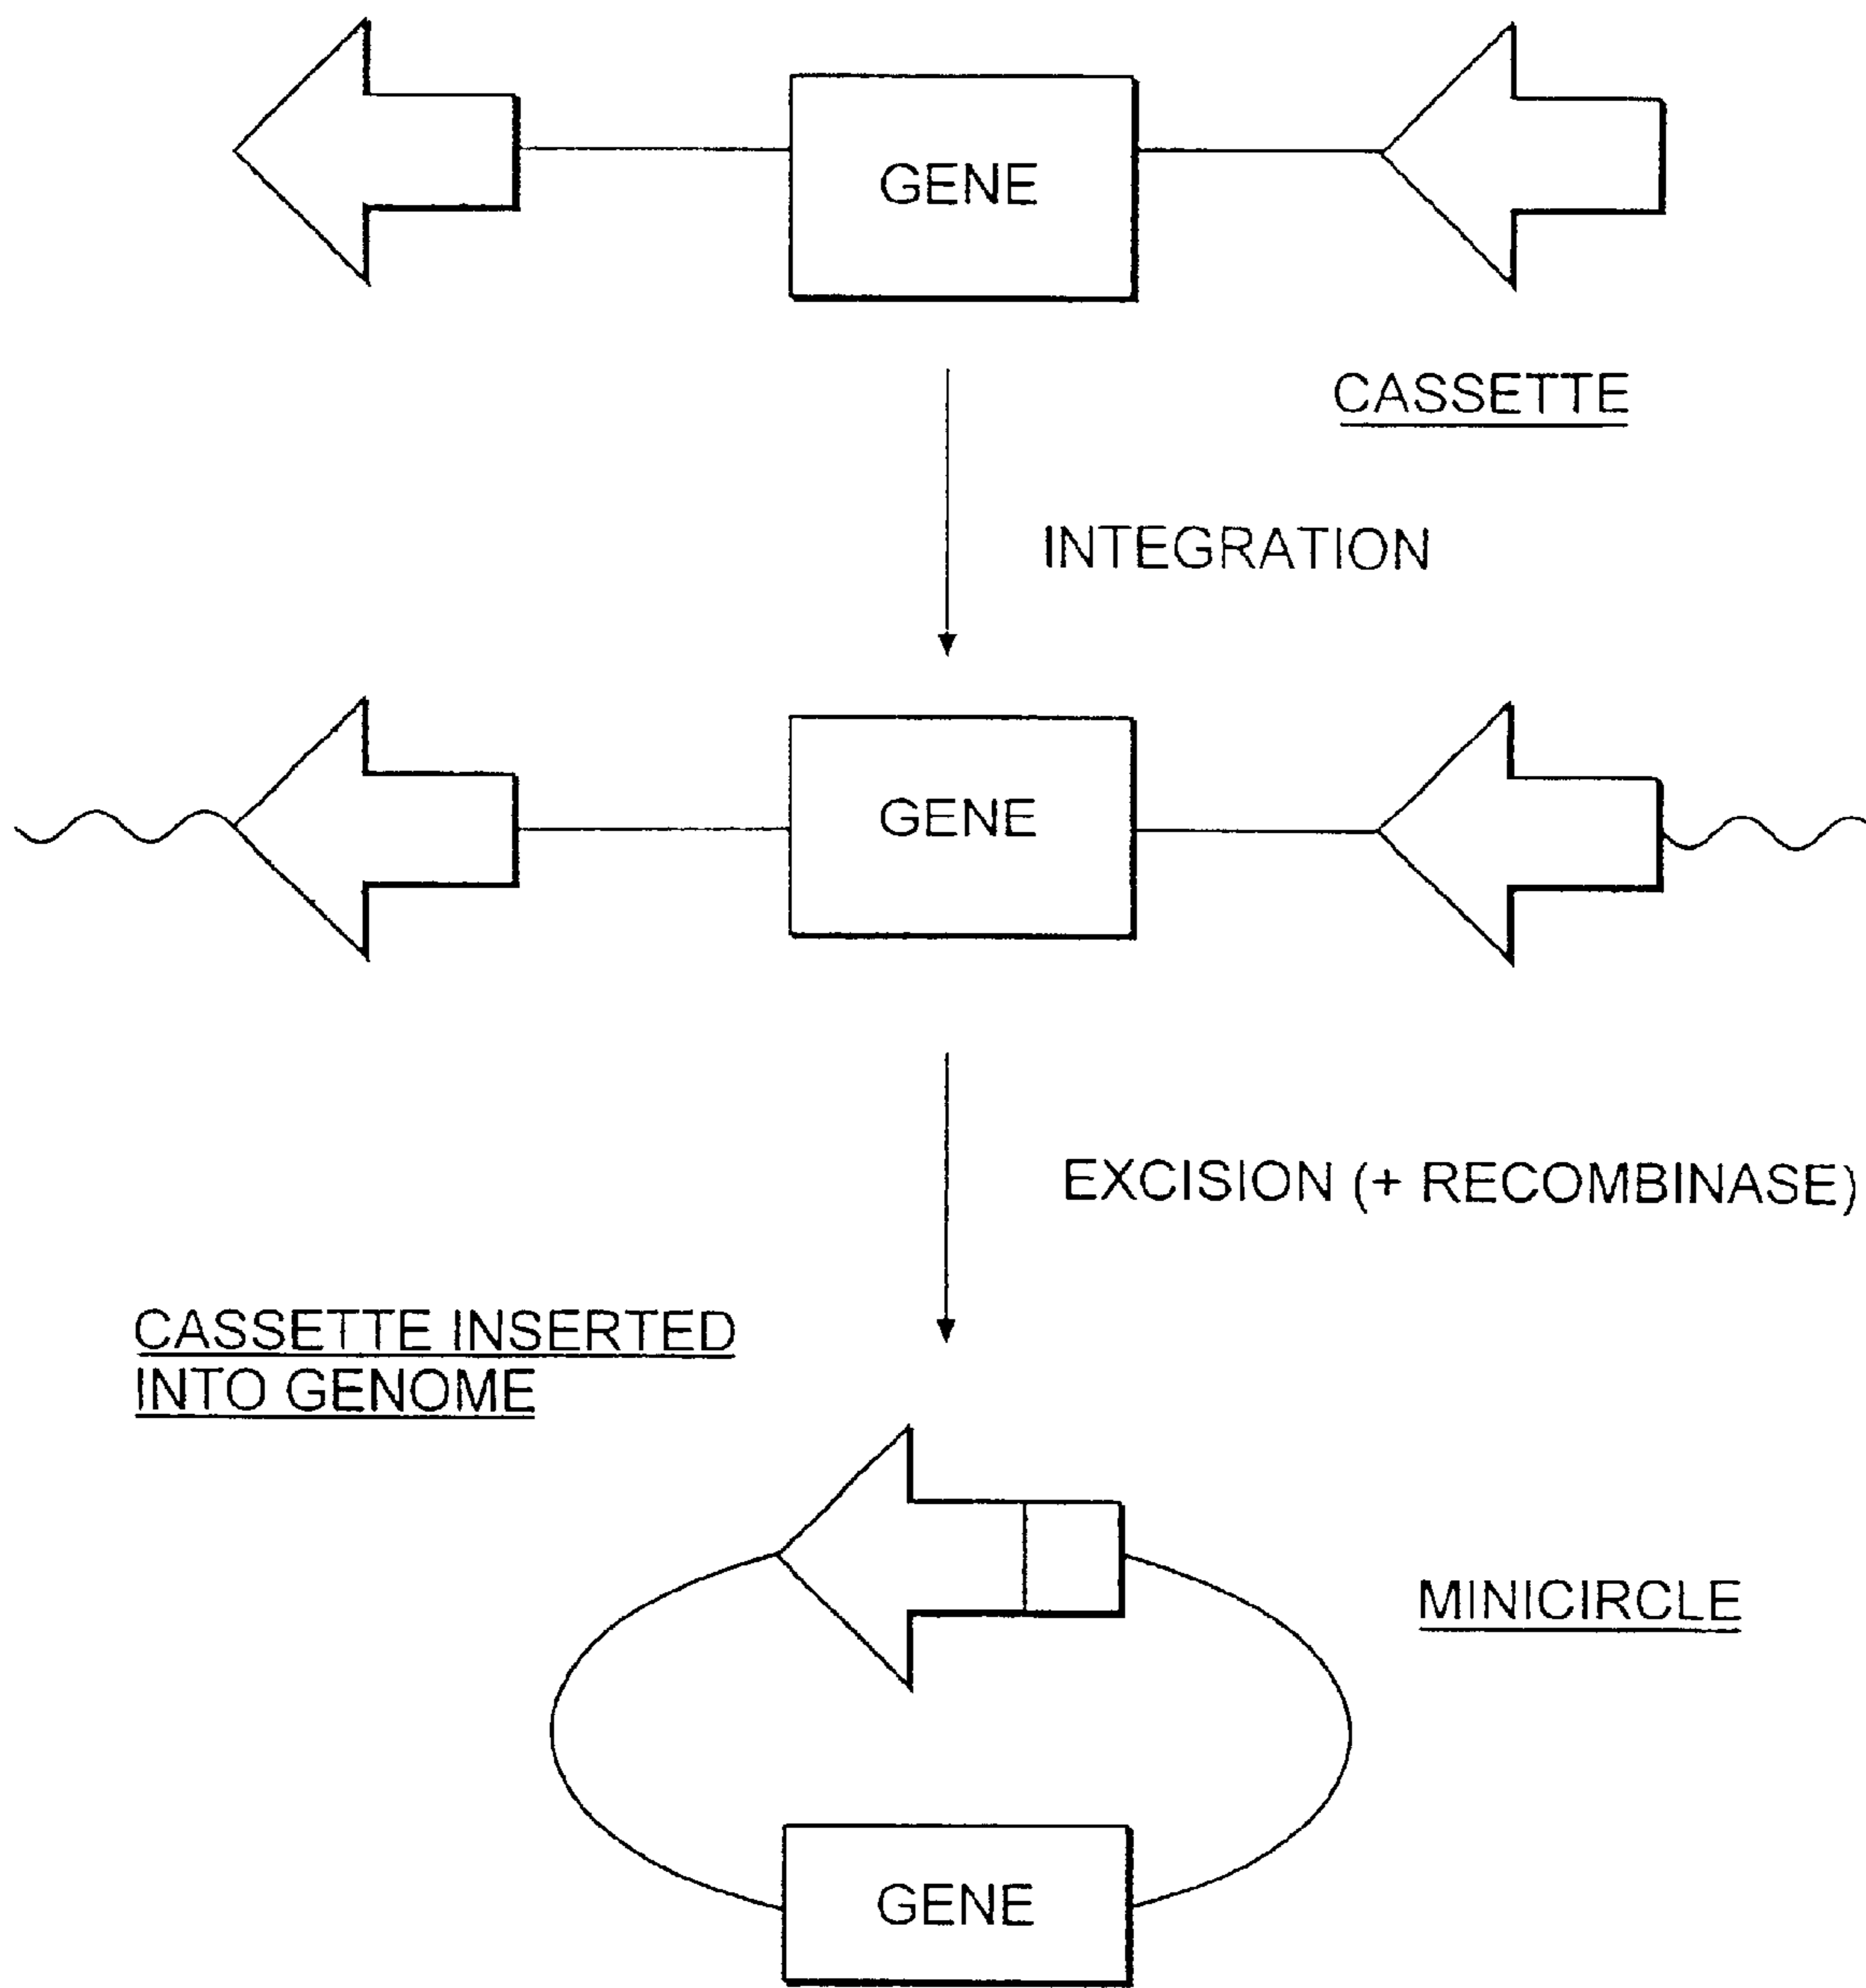 GENE
CASSETTE
INTEGRATION
GENE
EXCISION (+ RECOMBINASE)
CASSETTE INSERTED
INTO GENOME
MINICIRCLE
GENE